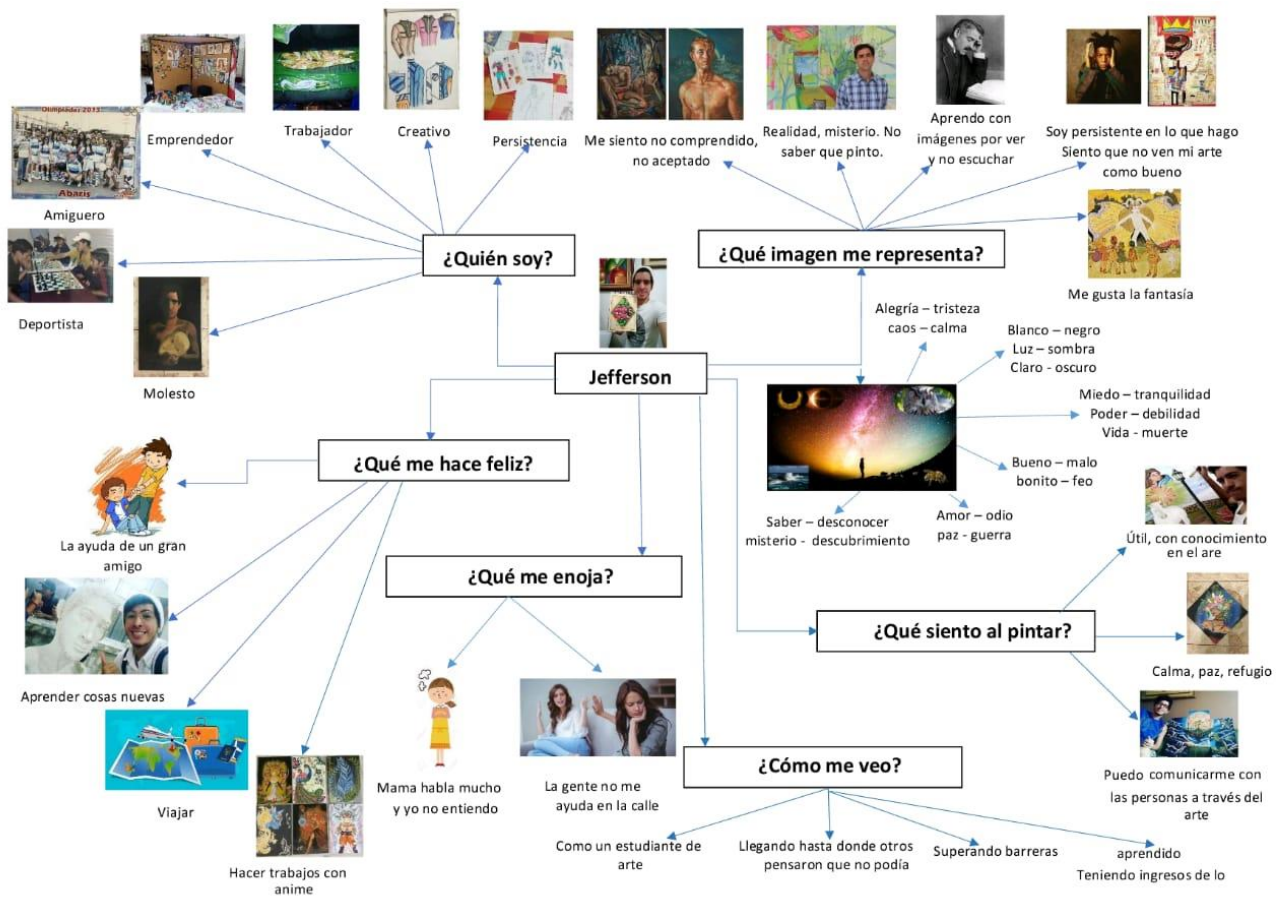 Olimpiadas 2013
Abazis
Amiguero
Emprendedor
Trabajador
Creativo
Persistencia
Deportista
Molesto
¿Quién soy?
Me siento no comprendido,
no aceptado
Realidad, misterio. No
saber que pinto.
Aprendo con
imágenes por ver
y no escuchar
Soy persistente en lo que hago
Siento que no ven mi arte
como bueno
Me gusta la fantasía
¿Qué imagen me representa?
Jefferson
Alegría – tristeza
caos – calma
Blanco – negro
Luz – sombra
Claro - oscuro
Miedo – tranquilidad
Poder – debilidad
Vida - muerte
Bueno – malo
bonito – feo
Amor – odio
paz - guerra
Saber – desconocer
misterio - descubrimiento
¿Qué me hace feliz?
La ayuda de un gran
amigo
Aprender cosas nuevas
Viajar
Hacer trabajos con
anime
¿Qué me enoja?
Mama habla mucho
y yo no entiendo
La gente no me
ayuda en la calle
¿Qué siento al pintar?
Útil, con conocimiento
en el are
Calma, paz, refugio
Puedo comunicarme con
las personas a través del
arte
¿Cómo me veo?
Como un estudiante de
arte
Llegando hasta donde otros
pensaron que no podía
Superando barreras
aprendido
Teniendo ingresos de lo